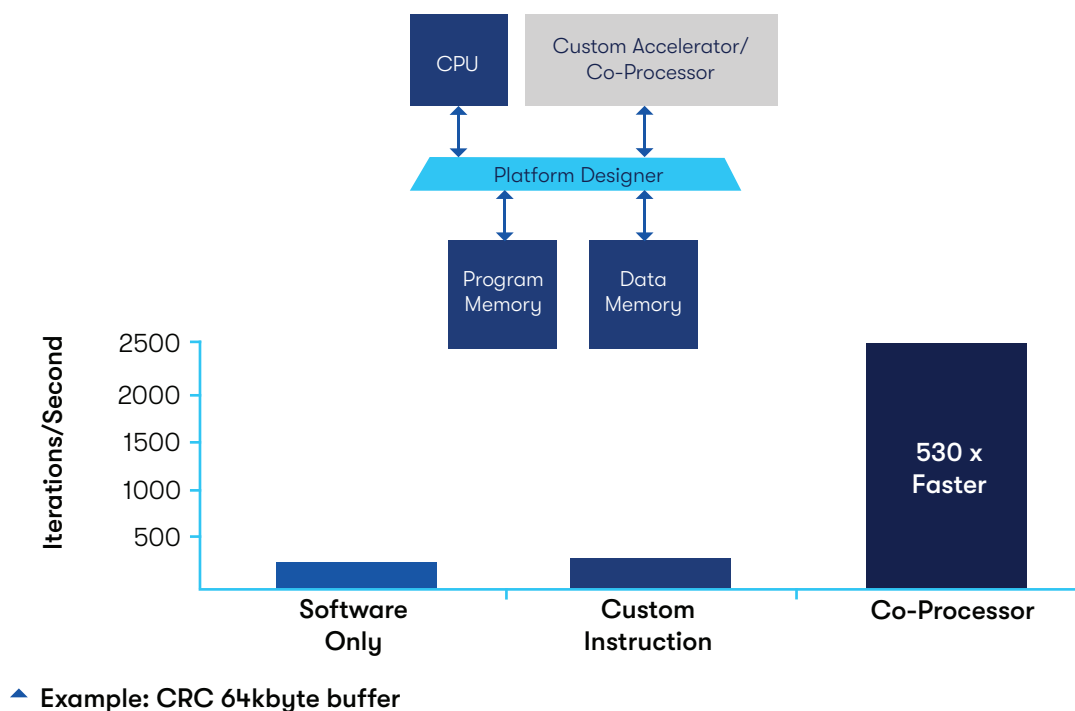 CPU
Custom Accelerator/
Co-Processor
Platform Designer
Program
Memory
Data
Memory
Iterations/Second
2500
2000
1500
1000
500
530 x
Faster
Software
Only
Custom
Instruction
Co-Processor
Example: CRC 64kbyte buffer